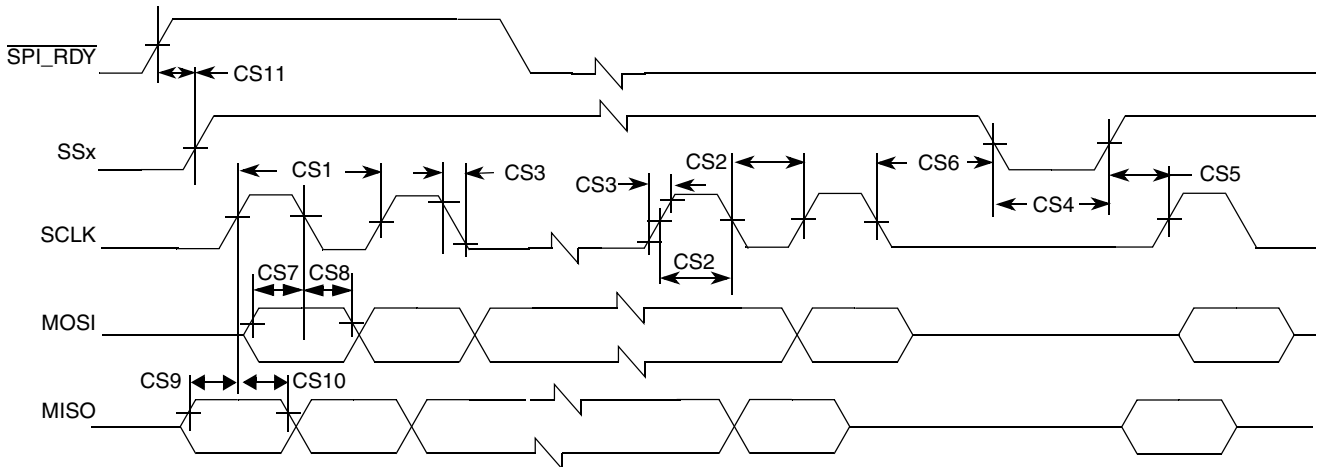 SPI_RDY
CS11
SSx
CS1
CS3
CS3
CS2
CS6
CS5
CS4
SCLK
CS2
CS7
CS8
MOSI
CS9
CS10
MISO